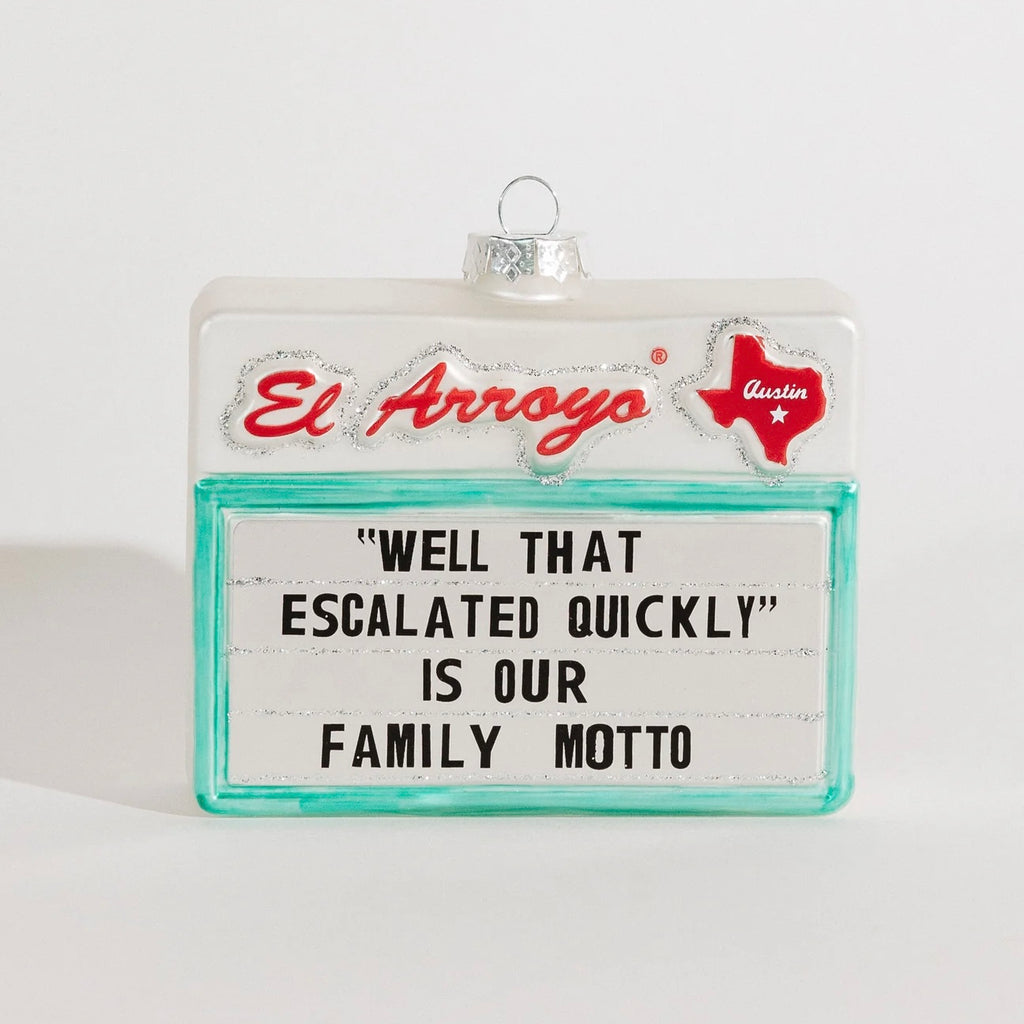 El Arroyo ®
Austin
"WELL THAT
ESCALATED QUICKLY"
IS OUR
FAMILY MOTTO